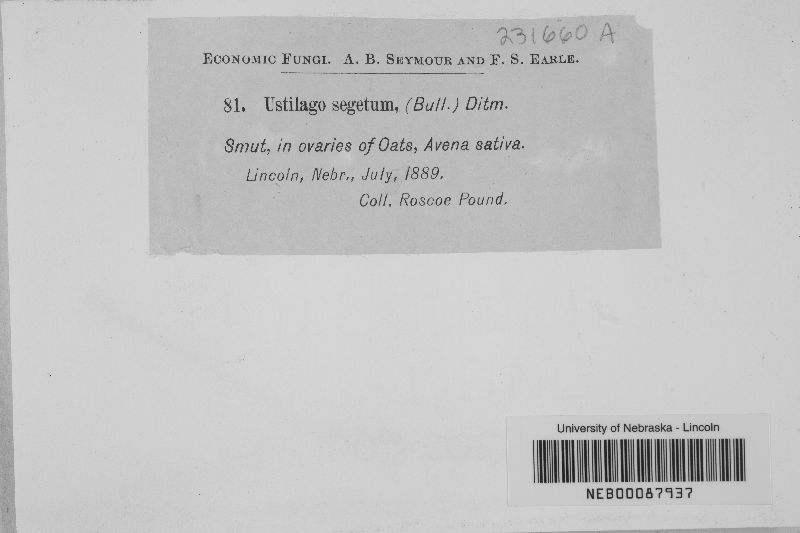 231660 A
ECONOMIC FUNGI. A. B. SEYMOUR AND F. S. EARLE.
81. Ustilago segetum, (Bull.) Ditm.
Smut, in ovaries of Oats, Avena sativa.
Lincoln, Nebr., July, 1889.
Coll. Roscoe Pound.
University of Nebraska - Lincoln
NEB00087937